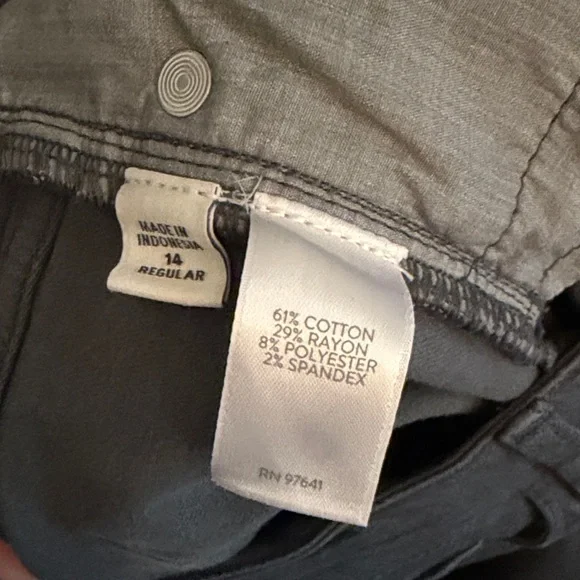 MADE IN
INDONESIA
14
REGULAR
61% COTTON
29% RAYON
8% POLYESTER
2% SPANDEX
RN 97641